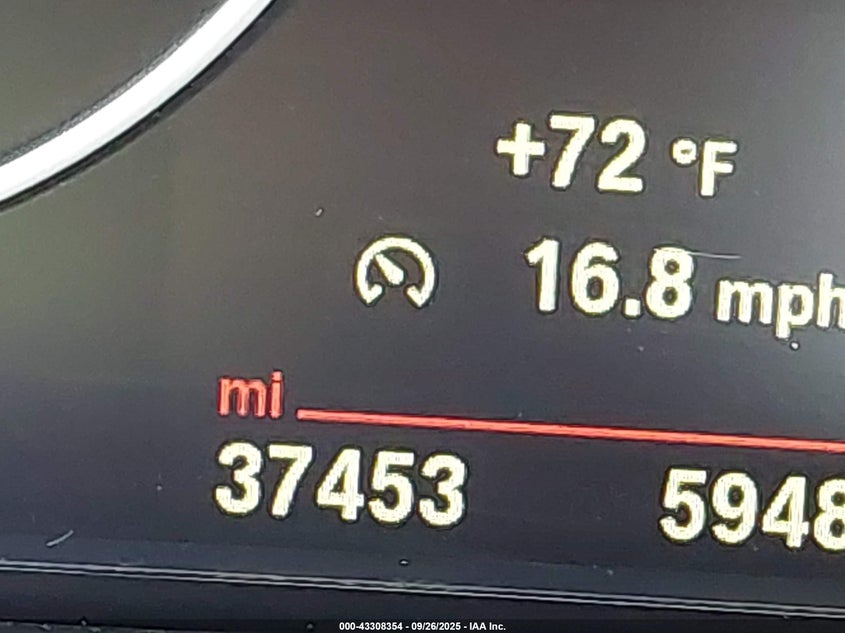 +72 °F
16.8 mph
mi
37453 5948
000-43308354 - 09/26/2025 - IAA Inc.